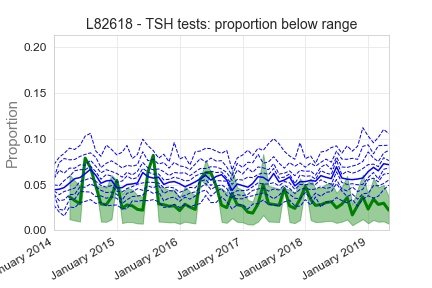 L82618 - TSH tests: proportion below range
Proportion
0.20
0.15
0.10
0.05
0.00
nuary 2014
January 2015
January 2016
January 2017
January 2018
January 2019